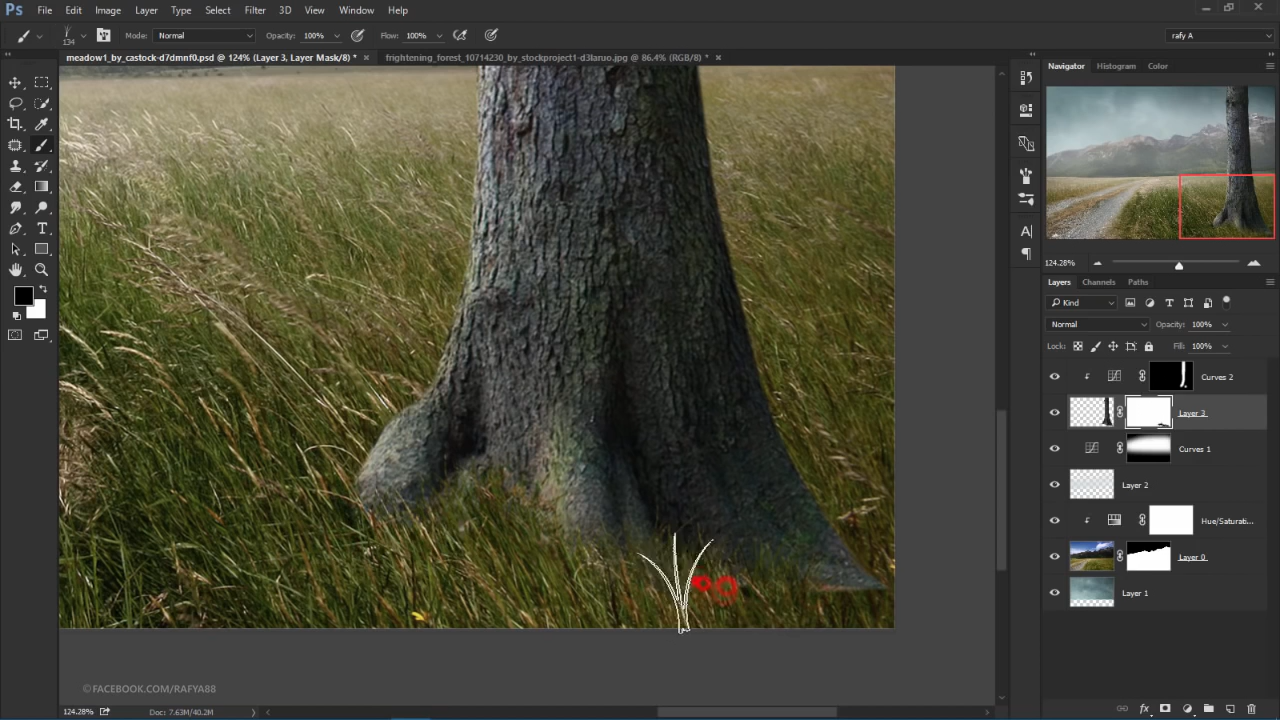 Ps File Edit Image Layer Type Select Filter 3D View Window Help
134 Mode: Normal Opacity: 100% Flow: 100% rafy A
meadow1_by_castock-d7dmnf0.psd @ 124% (Layer 3, Layer Mask/8) * × frightening_forest_10714230_by_stockproject1-d3laruo.jpg @ 86.4% (RGB/8) * ×
Navigator Histogram Color
124.28%
Layers Channels Paths
Kind
Normal Opacity: 100%
Lock: Fill: 100%
Curves 2
Layer 3
Curves 1
Layer 2
Hue/Saturati...
Layer 0
Layer 1
©FACEBOOK.COM/RAFYA88
124.28% Doc: 7.63M/40.2M